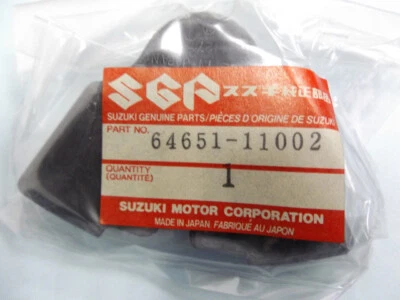 SGP スズキ純正部品
SUZUKI GENUINE PARTS/PIÈCES D'ORIGINE DE SUZUKI
PART NO. 64651-11002
QUANTITY
(QUANTITÉ) 1
SUZUKI MOTOR CORPORATION
MADE IN JAPAN. FABRIQUÉ AU JAPON